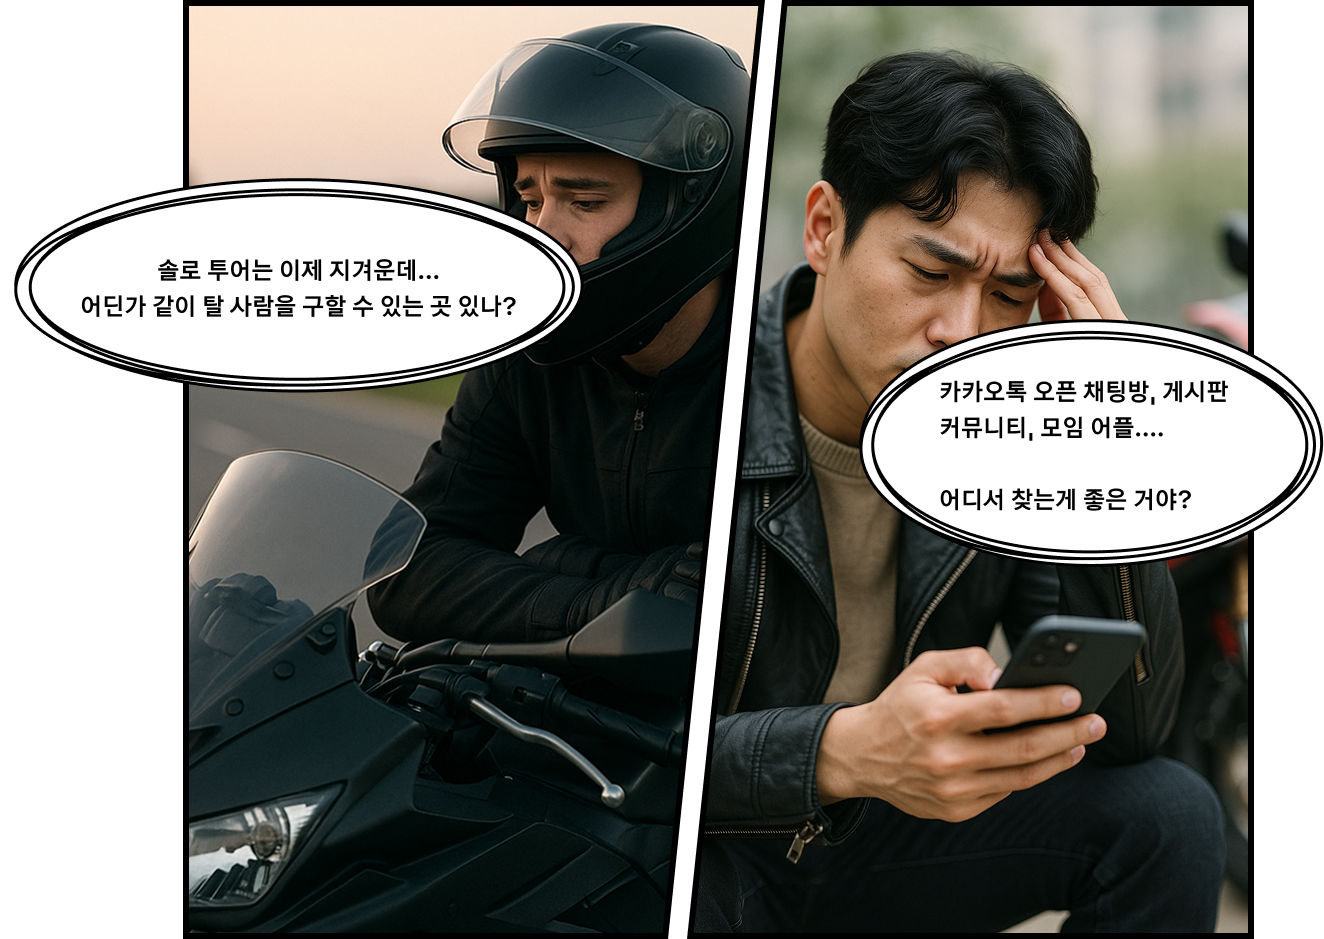 솔로 투어는 이제 지겨운데...
어딘가 같이 탈 사람을 구할 수 있는 곳 있나?
카카오톡 오픈 채팅방, 게시판
커뮤니티, 모임 어플....
어디서 찾는게 좋은 거야?